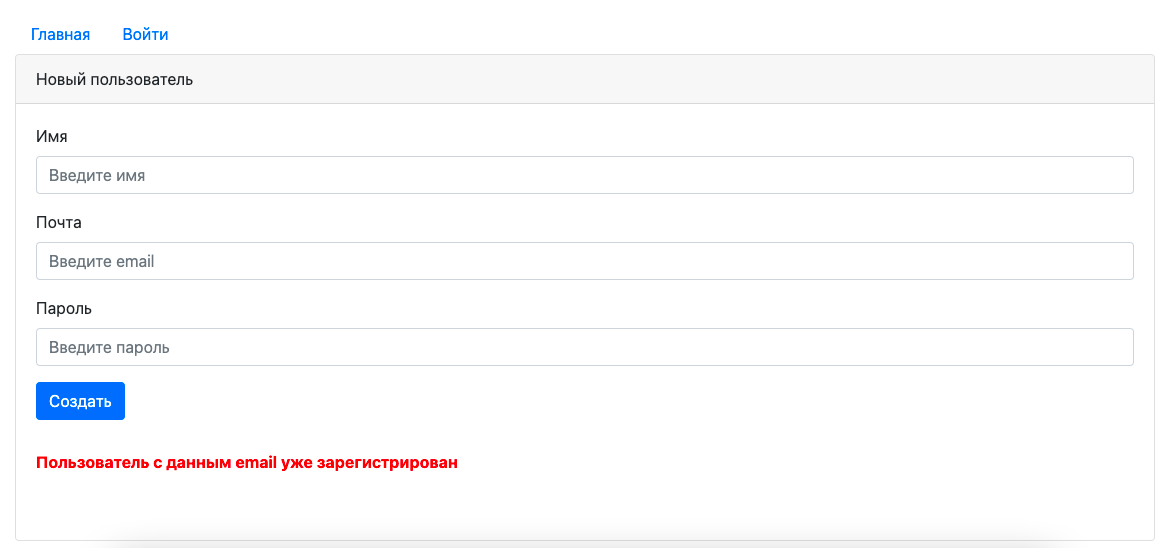 Главная Войти
Новый пользователь
Имя
Введите имя
Почта
Введите email
Пароль
Введите пароль
Создать
Пользователь с данным email уже зарегистрирован